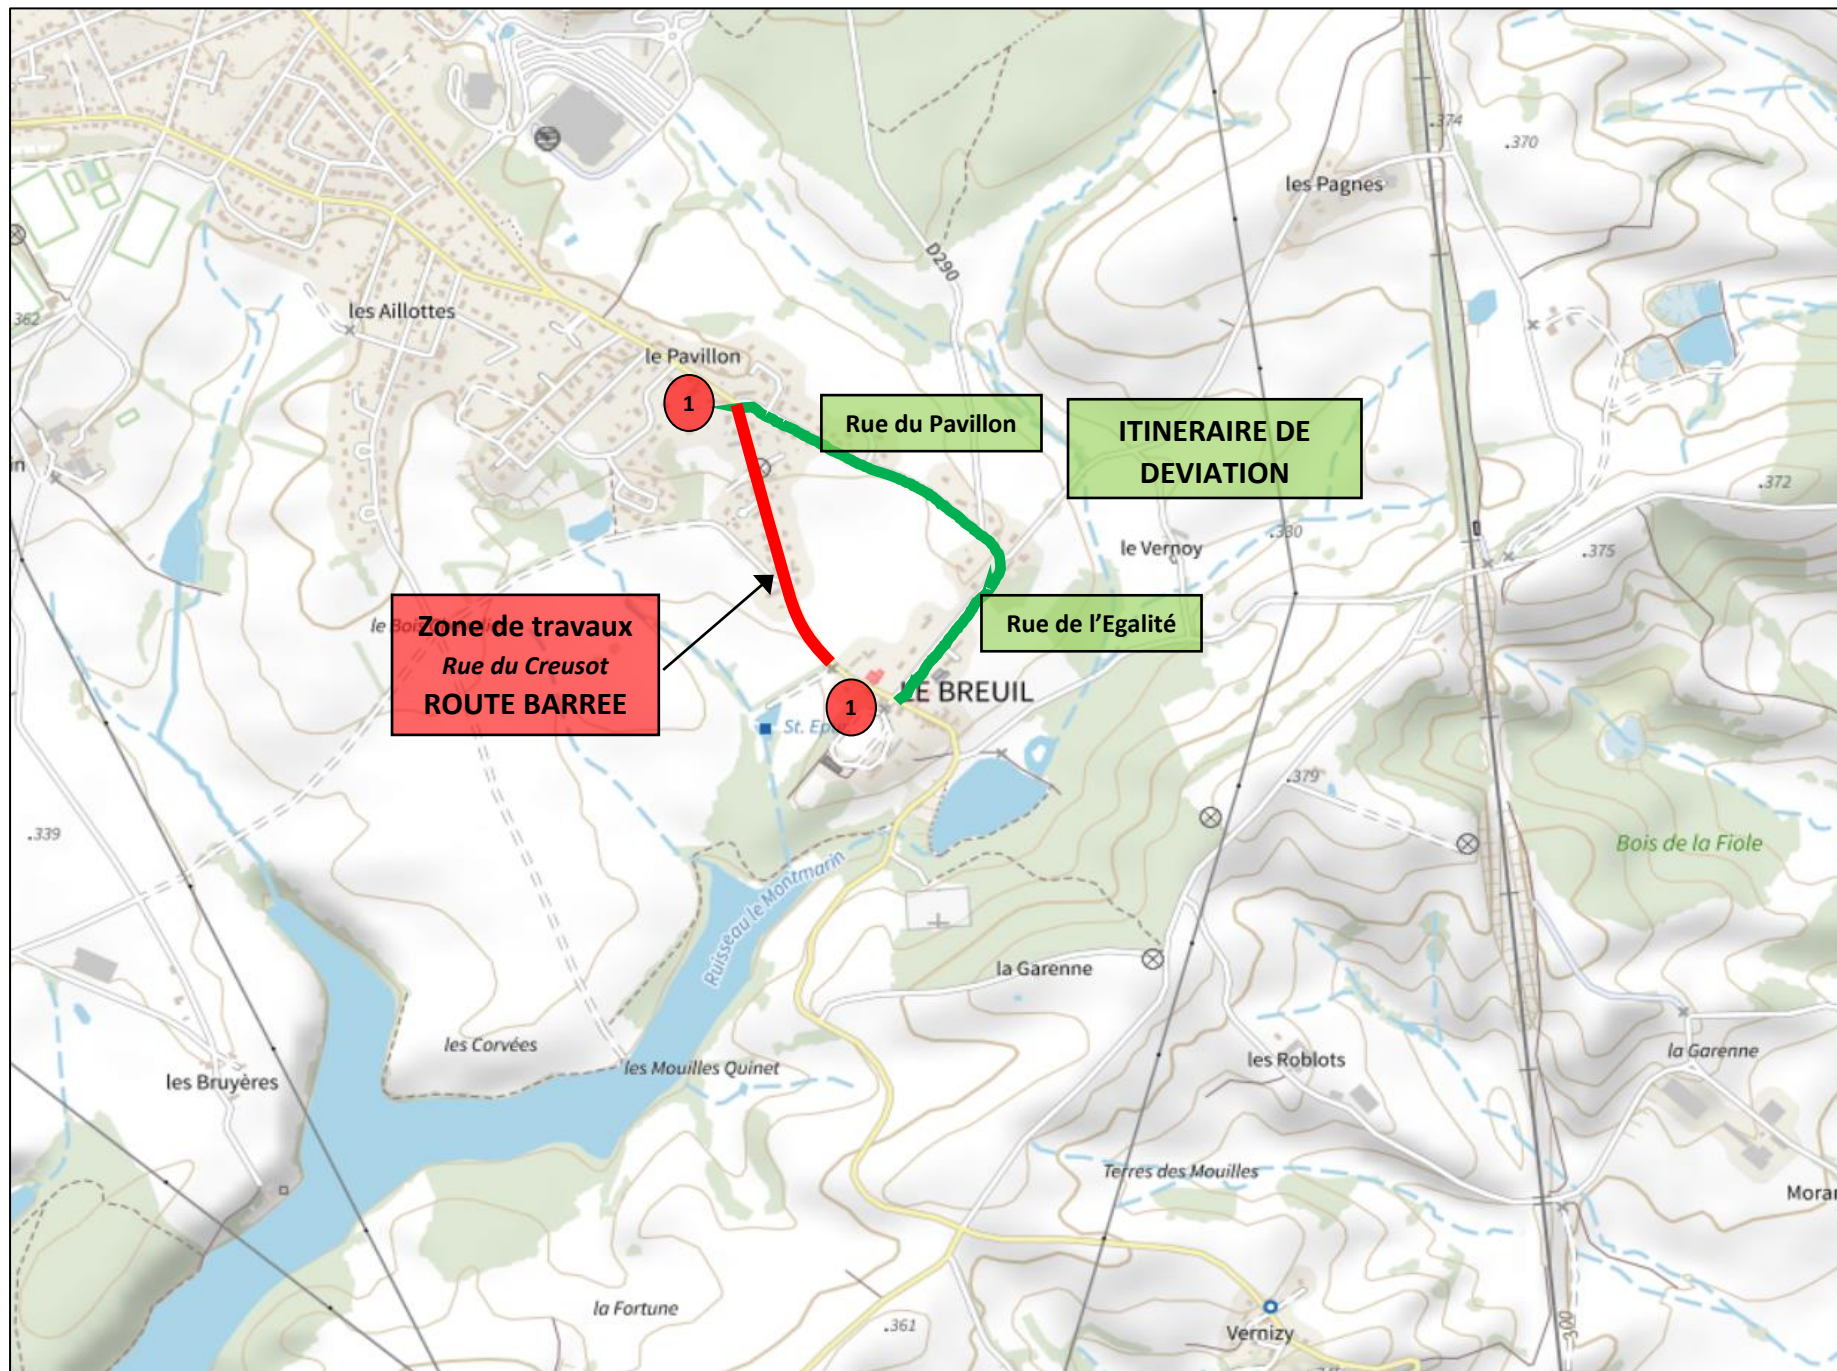 .374
.370
les Pagnes
D290
les Aillottes
362
le Pavillon
1
Rue du Pavillon
ITINERAIRE DE
DEVIATION
in
.372
.380
le Vernoy
.375
Zone de travaux
Rue du Creusot
ROUTE BARREE
Rue de l'Egalité
LE BREUIL
1
.379
.339
Bois de la Fiole
Ruisseau le Montmarin
la Garenne
les Corvées
les Mouilles Quinet
les Bruyères
les Roblots
la Garenne
Terres des Mouilles
Morar
la Fortune
.361
Vernizy
300